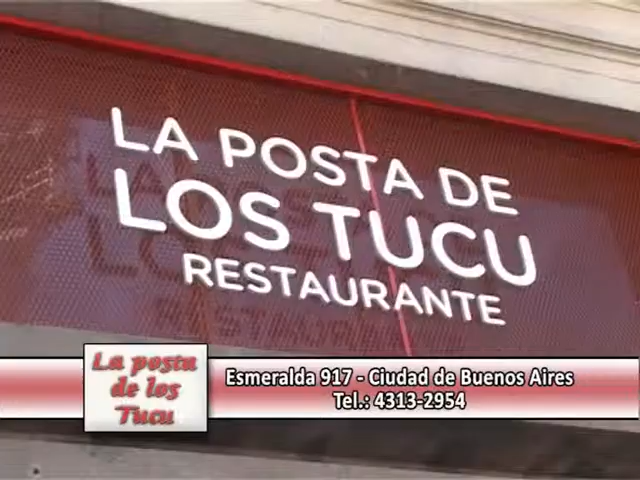 LA POSTA DE
LOS TUCU
RESTAURANTE
La posta
de los
Tucu
Esmeralda 917 - Ciudad de Buenos Aires
Tel.: 4313-2954